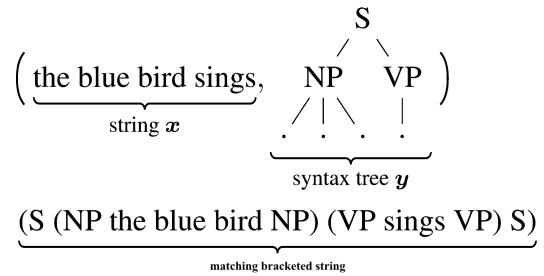 S
( the blue bird sings, NP VP )
string x
. . . .
syntax tree y
(S (NP the blue bird NP) (VP sings VP) S)
matching bracketed string